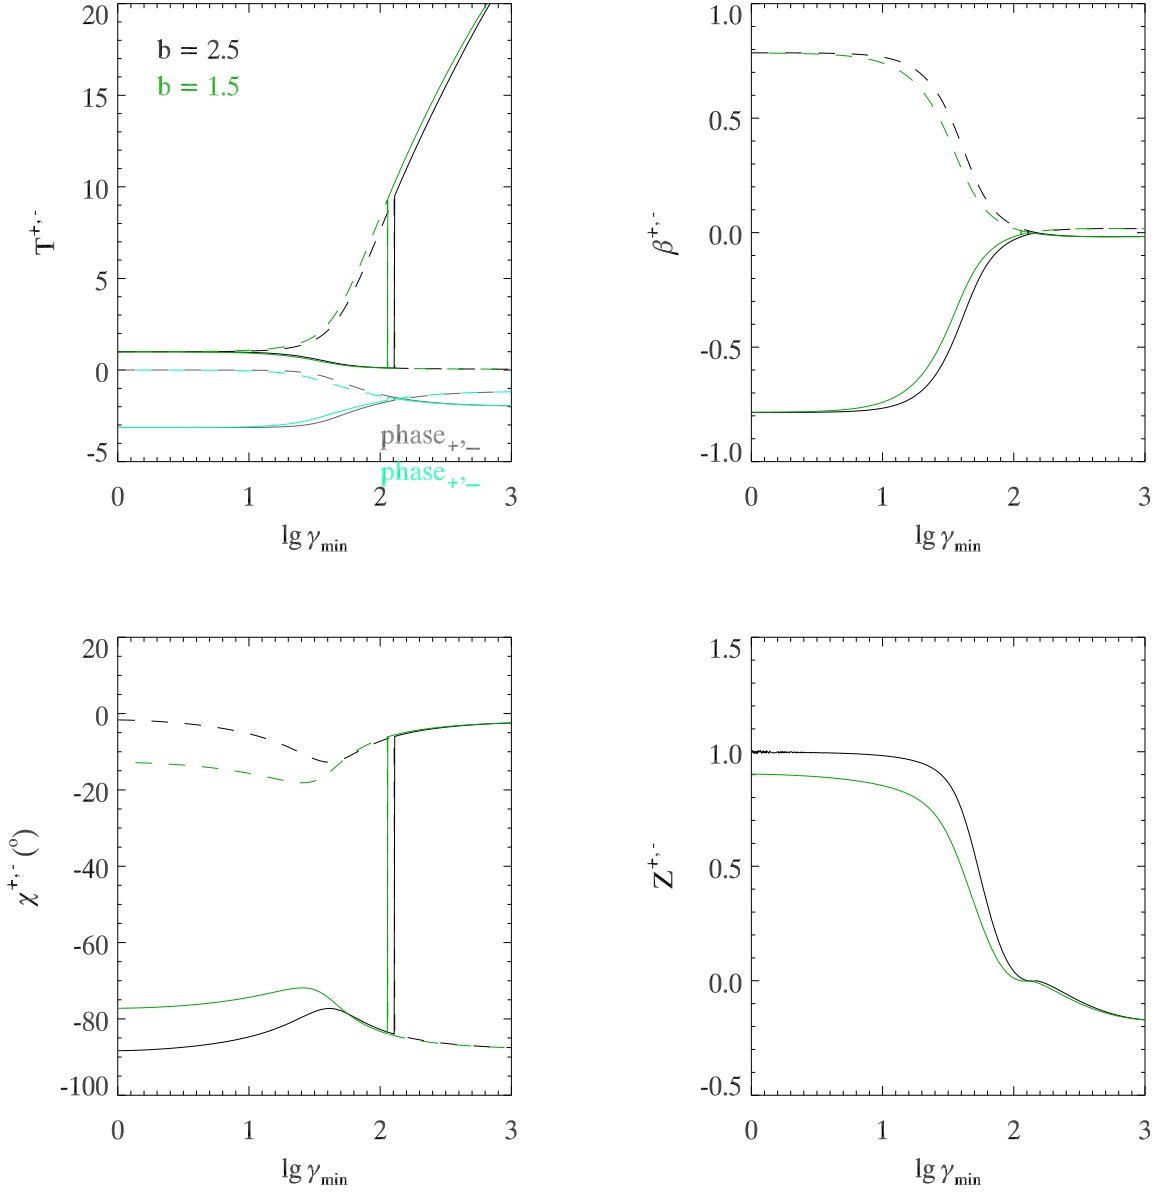 20
15
10
5
0
-5
T+,-
b = 2.5
b = 1.5
phase+,-
phase+,-
0 1 2 3
lg γmin
1.0
0.5
0.0
-0.5
-1.0
β+,-
0 1 2 3
lg γmin
20
0
-20
-40
-60
-80
-100
χ+,- (o)
0 1 2 3
lg γmin
1.5
1.0
0.5
0.0
-0.5
Z+,-
0 1 2 3
lg γmin